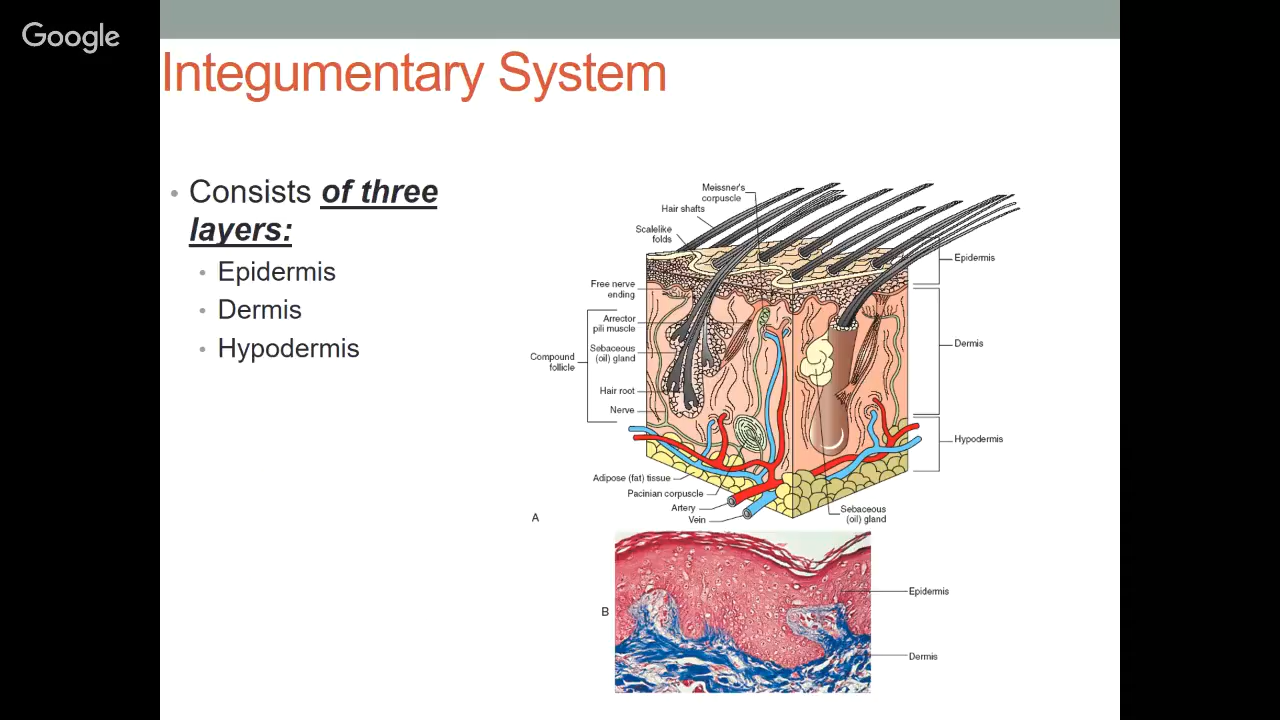 Google
Integumentary System
• Consists of three
layers:
• Epidermis
• Dermis
• Hypodermis
Meissner's
corpuscle
Hair shafts
Scalelike
folds
Free nerve
ending
Arrector
pili muscle
Sebaceous
(oil) gland
Compound
follicle
Hair root
Nerve
Adipose (fat) tissue
Pacinian corpuscle
Artery
Vein
Epidermis
Dermis
Hypodermis
Sebaceous
(oil) gland
A
B
Epidermis
Dermis